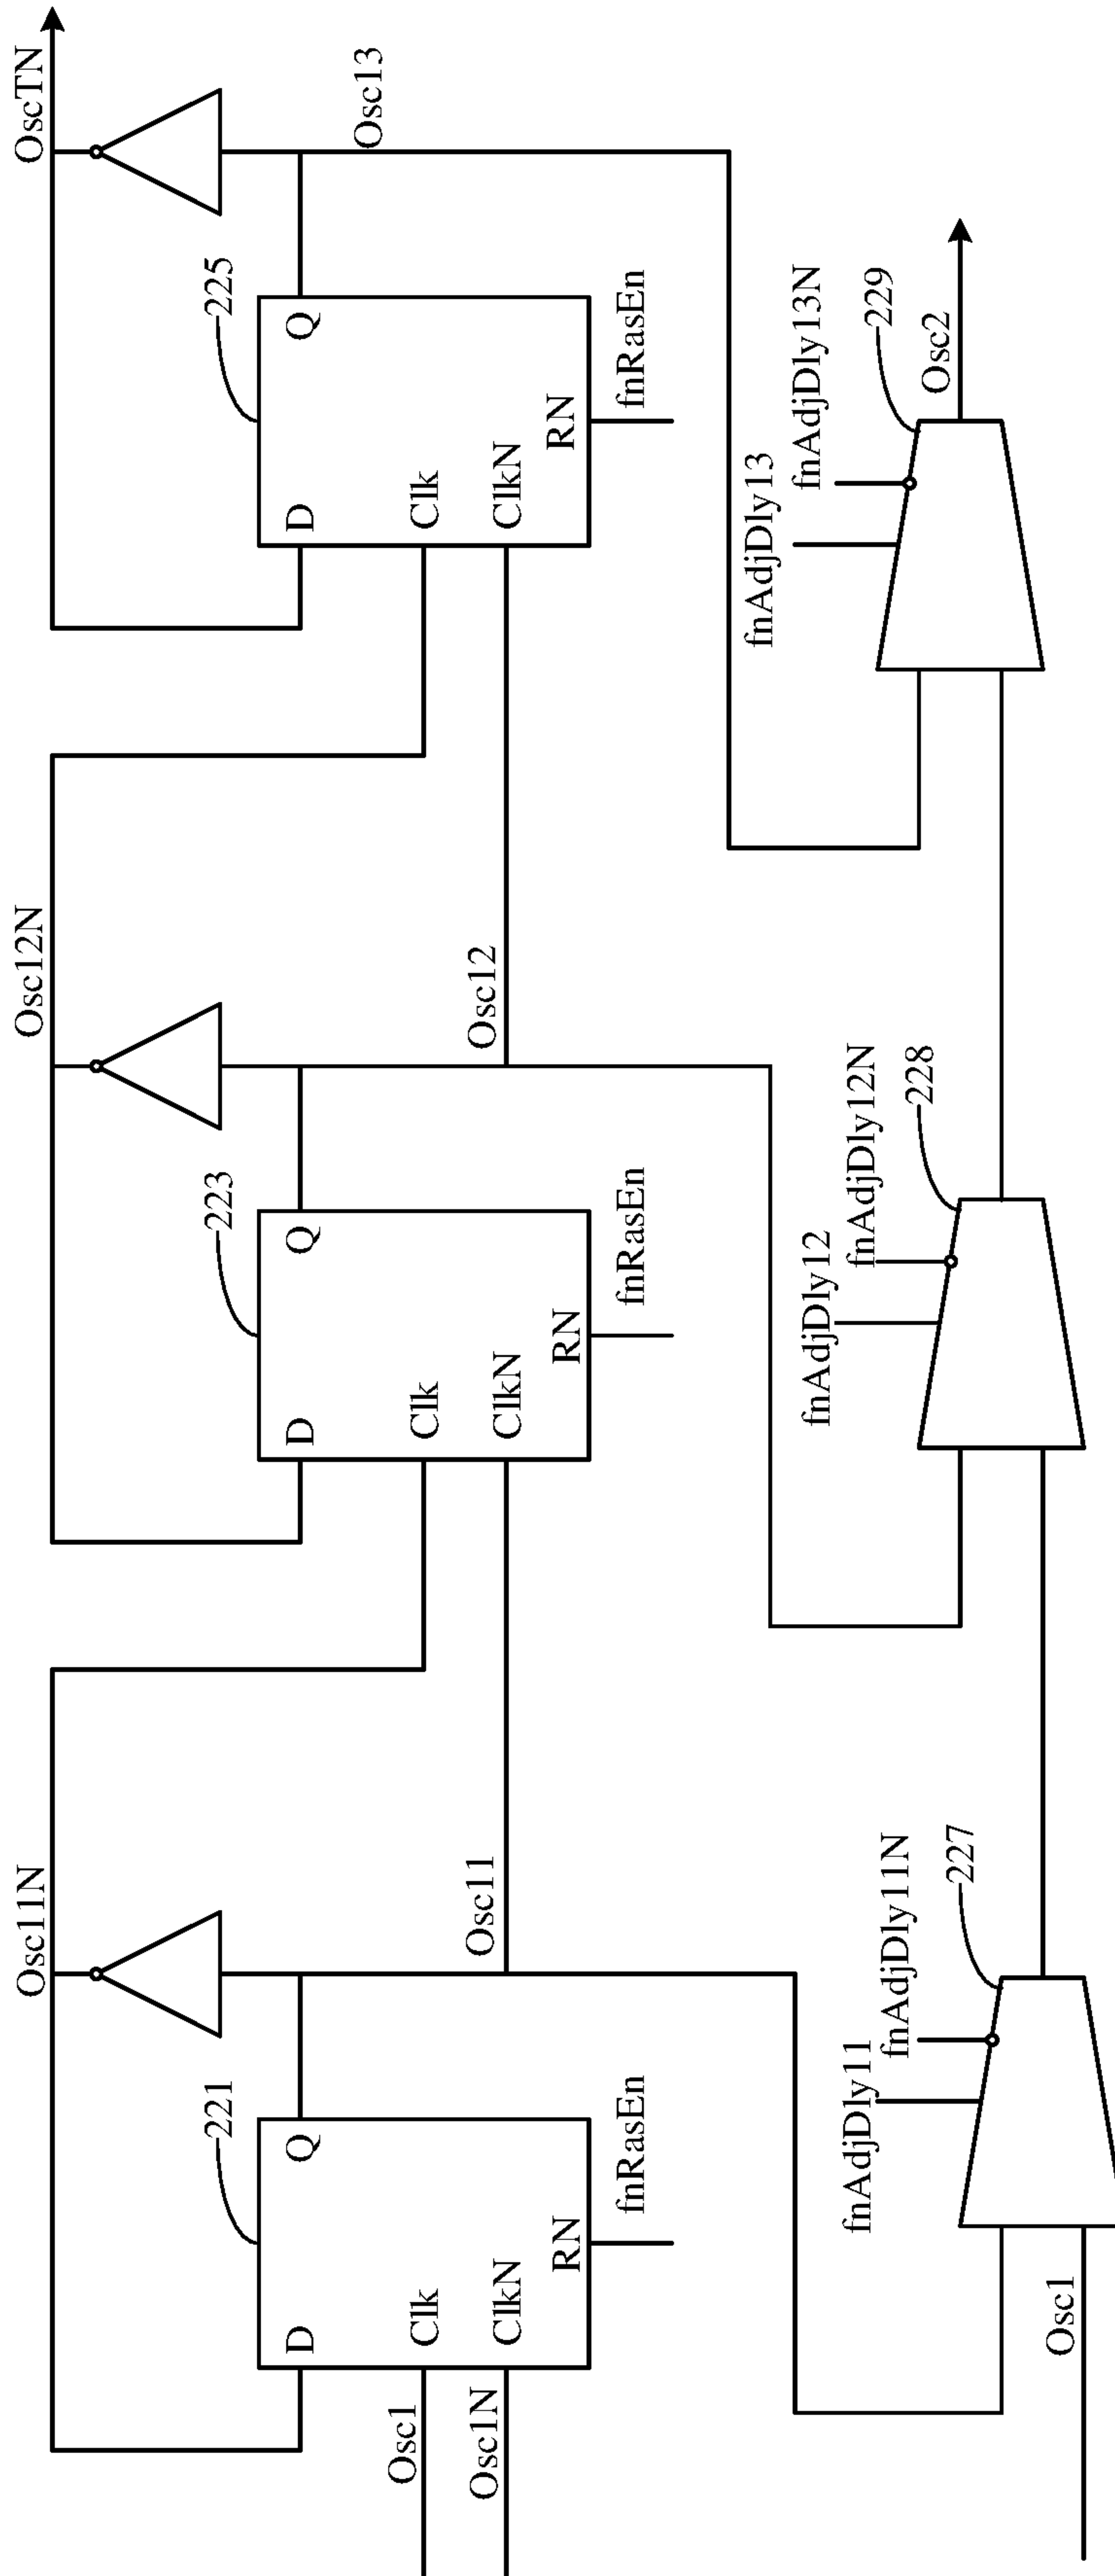 Osc11N
Osc12N
OscTN
221
223
225
D
Q
D
Q
D
Q
Osc13
Osc1
Clk
Clk
Clk
Osc1N
ClkN
Osc11
ClkN
Osc12
ClkN
RN
RN
RN
fnRasEn
fnRasEn
fnRasEn
fnAdjDly11
fnAdjDly11N
227
fnAdjDly12
fnAdjDly12N
228
fnAdjDly13
fnAdjDly13N
229
Osc2
Osc1